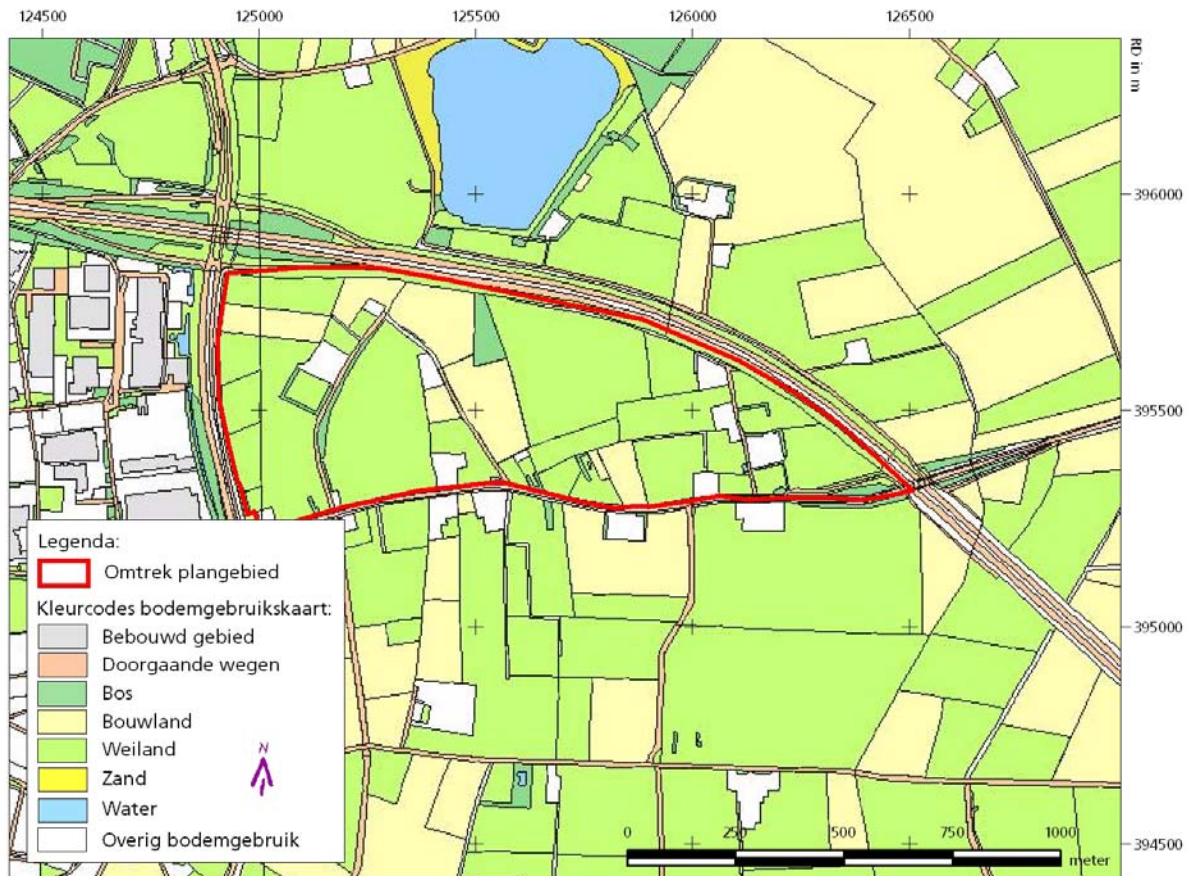 124500 125000 125500 126000 126500
RD in m
396000
395500
395000
394500
Legenda:
Omtrek plangebied
Kleurcodes bodemgebruikskaart:
Bebouwd gebied
Doorgaande wegen
Bos
Bouwland
Weiland
Zand
Water
Overig bodemgebruik
N
0 250 500 750 1000
meter